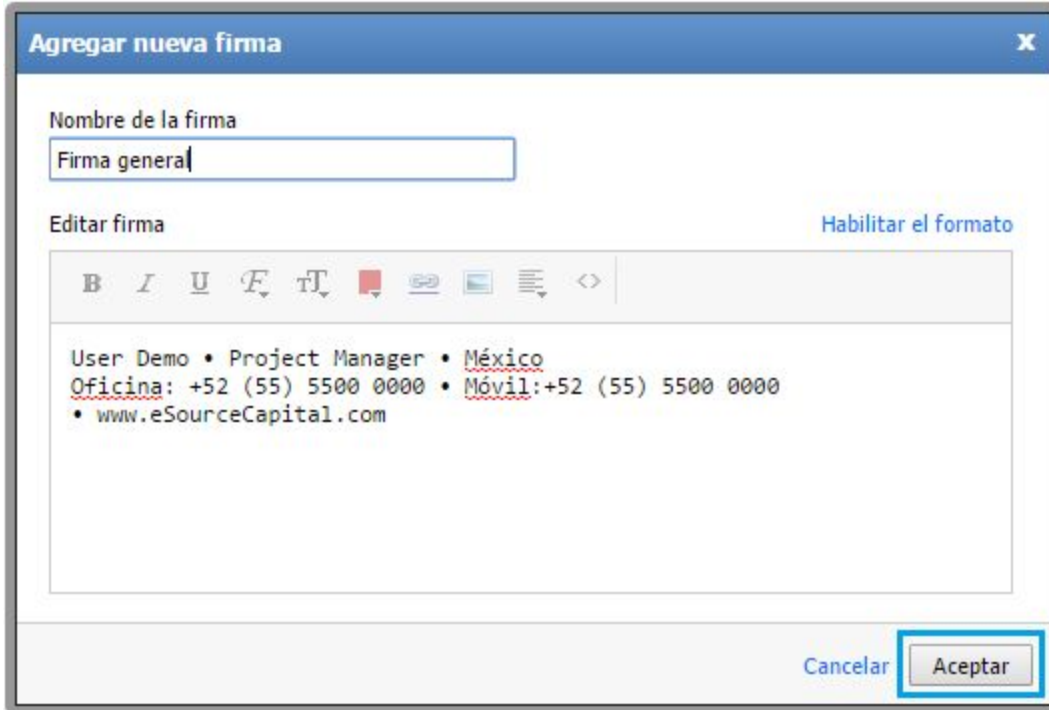 Agregar nueva firma x
Nombre de la firma
Firma general
Editar firma Habilitar el formato
B I U F TT <>
User Demo • Project Manager • México
Oficina: +52 (55) 5500 0000 • Móvil:+52 (55) 5500 0000
• www.eSourceCapital.com
Cancelar Aceptar